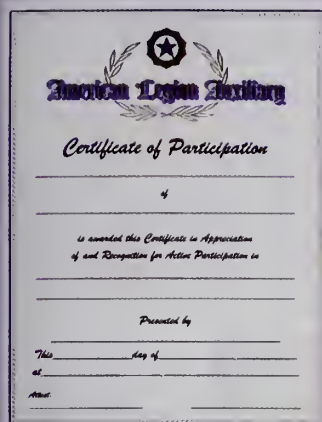 American Legion Auxiliary
Certificate of Participation
of
is awarded this Certificate in Appreciation
of and Recognition for Active Participation in
Presented by
This day of
at
Attest: